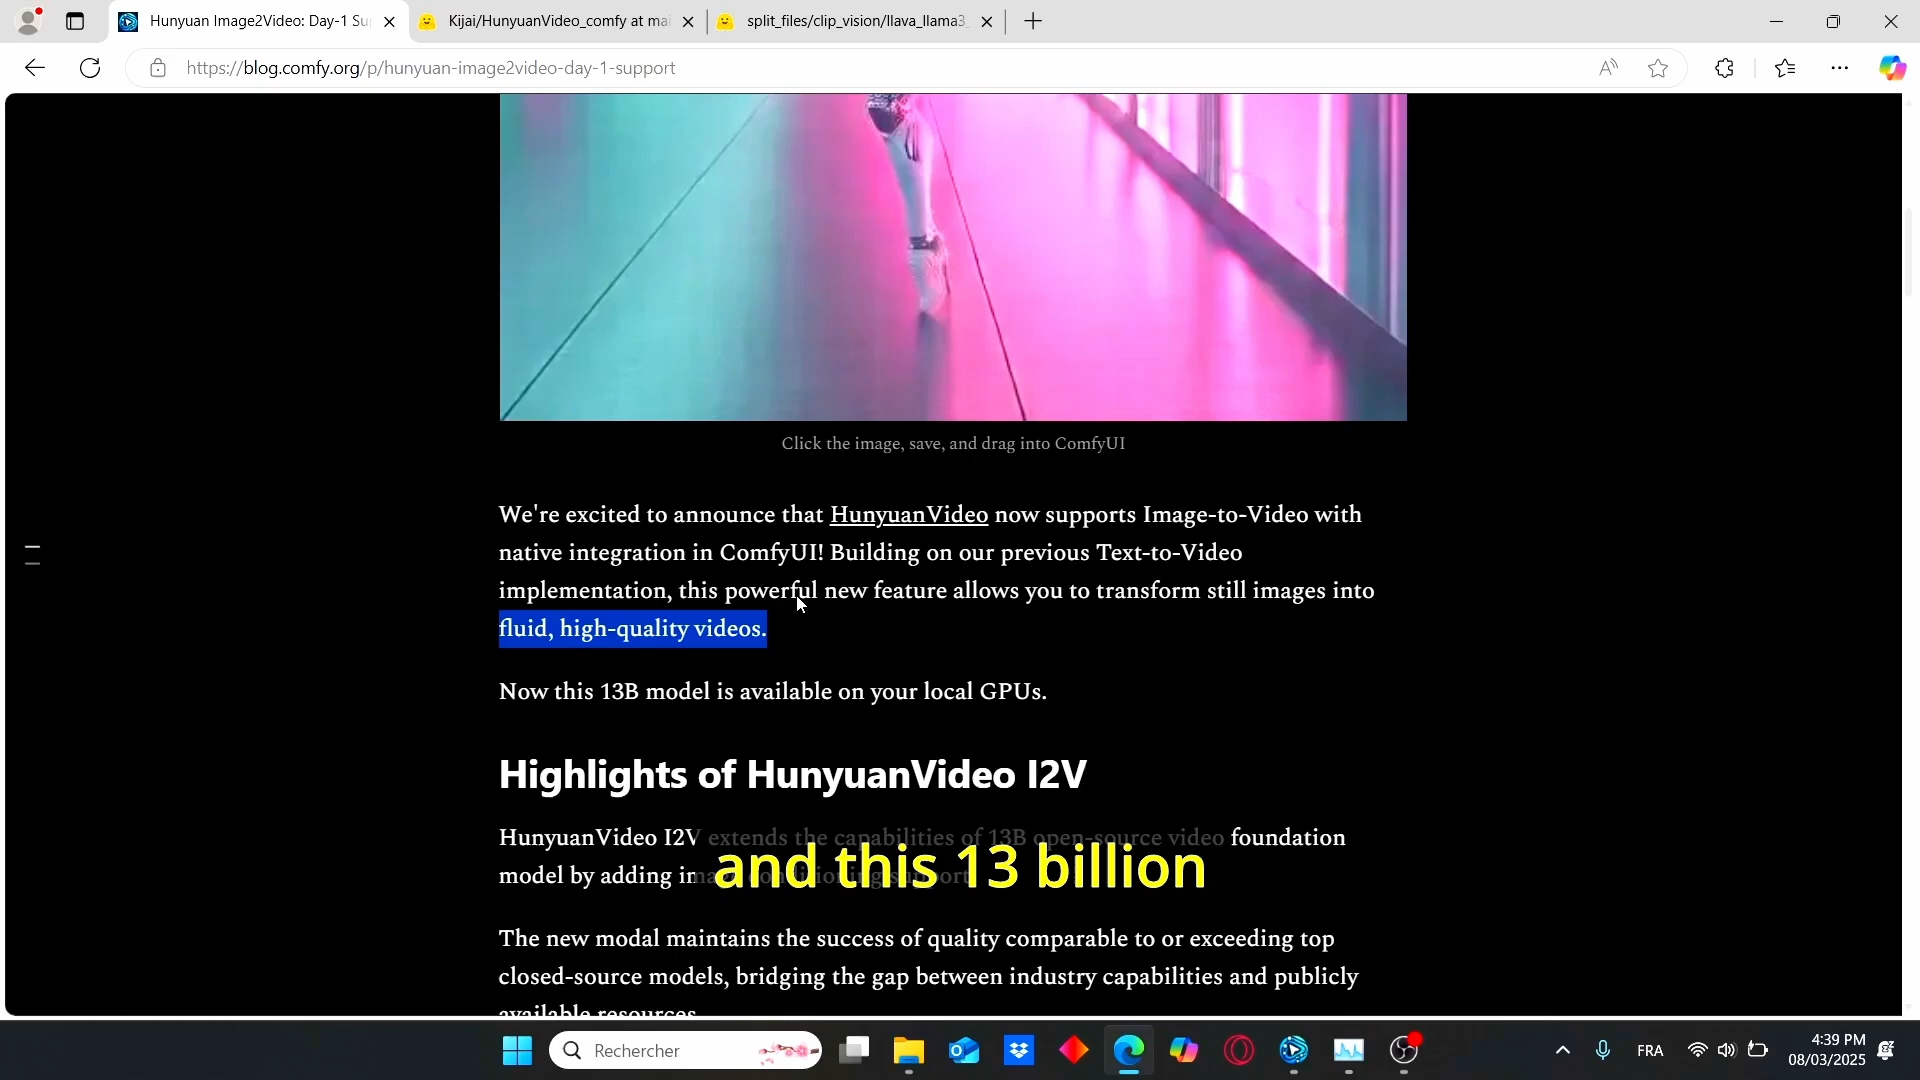 Hunyuan Image2Video: Day-1 Su
Kijai/HunyuanVideo_comfy at mai
split_files/clip_vision/llava_llama3_
https://blog.comfy.org/p/hunyuan-image2video-day-1-support
Click the image, save, and drag into ComfyUI
We're excited to announce that HunyuanVideo now supports Image-to-Video with
native integration in ComfyUI! Building on our previous Text-to-Video
implementation, this powerful new feature allows you to transform still images into
fluid, high-quality videos.
Now this 13B model is available on your local GPUs.
Highlights of HunyuanVideo I2V
HunyuanVideo I2V extends the capabilities of 13B open-source video foundation
model by adding image conditioning support
and this 13 billion
The new modal maintains the success of quality comparable to or exceeding top
closed-source models, bridging the gap between industry capabilities and publicly
available resources
Rechercher
FRA
4:39 PM
08/03/2025